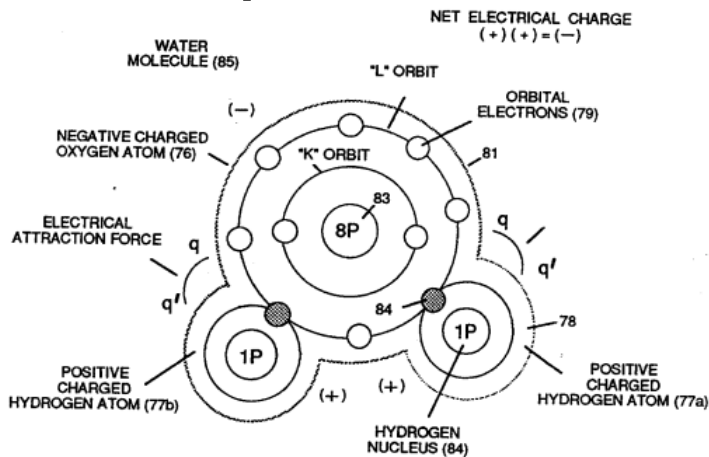 NET ELECTRICAL CHARGE
(+) (+) = (−)
WATER
MOLECULE (85)
"L" ORBIT
ORBITAL
ELECTRONS (79)
(−)
NEGATIVE CHARGED
OXYGEN ATOM (76)
"K" ORBIT
81
83
8P
ELECTRICAL
ATTRACTION FORCE
q
q'
q
q'
84
78
1P
1P
POSITIVE
CHARGED
HYDROGEN ATOM (77b)
(+)
(+)
POSITIVE
CHARGED
HYDROGEN ATOM (77a)
HYDROGEN
NUCLEUS (84)